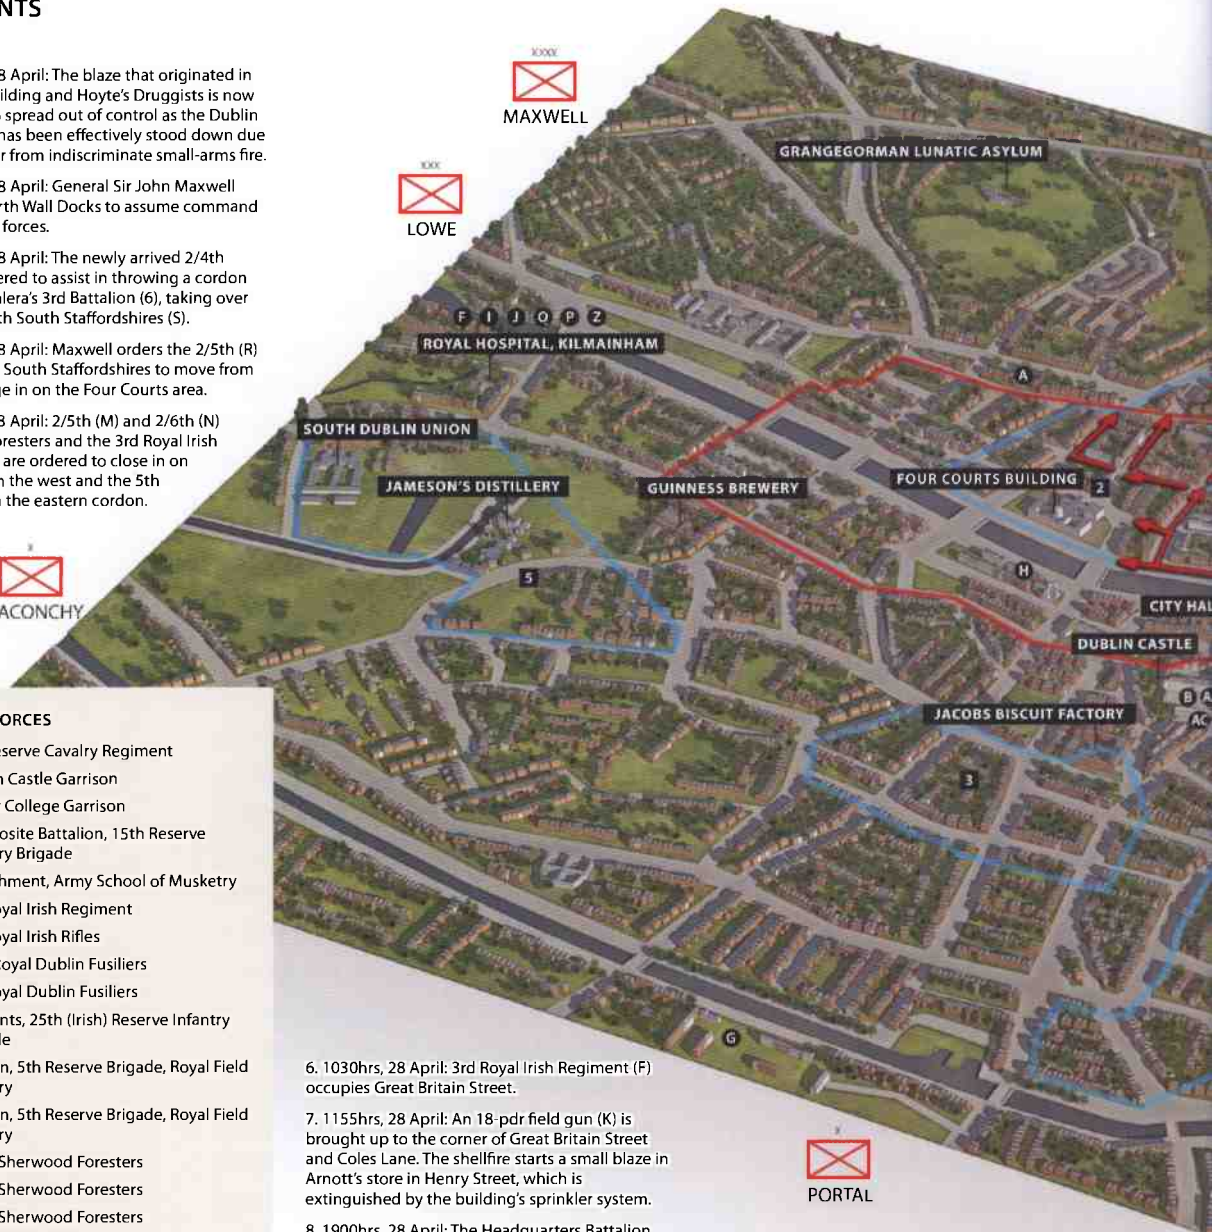 NTS
8 April: The blaze that originated in
ilding and Hoyte's Druggists is now
spread out of control as the Dublin
has been effectively stood down due
r from indiscriminate small-arms fire.
8 April: General Sir John Maxwell
rth Wall Docks to assume command
forces.
8 April: The newly arrived 2/4th
ered to assist in throwing a cordon
alera's 3rd Battalion (6), taking over
th South Staffordshires (S).
8 April: Maxwell orders the 2/5th (R)
South Staffordshires to move from
ge in on the Four Courts area.
8 April: 2/5th (M) and 2/6th (N)
oresters and the 3rd Royal Irish
are ordered to close in on
n the west and the 5th
n the eastern cordon.
XXXX
MAXWELL
XXX
LOWE
X
ACONCHY
GRANGEGORMAN LUNATIC ASYLUM
F I J O P Z
ROYAL HOSPITAL, KILMAINHAM
A
SOUTH DUBLIN UNION
JAMESON'S DISTILLERY
GUINNESS BREWERY
FOUR COURTS BUILDING
2
5
H
CITY HAL
DUBLIN CASTLE
B A
AC
JACOBS BISCUIT FACTORY
3
G
X
PORTAL
ORCES
eserve Cavalry Regiment
n Castle Garrison
y College Garrison
osite Battalion, 15th Reserve
ry Brigade
hment, Army School of Musketry
oyal Irish Regiment
oyal Irish Rifles
Royal Dublin Fusiliers
oyal Dublin Fusiliers
nts, 25th (Irish) Reserve Infantry
le
n, 5th Reserve Brigade, Royal Field
ry
n, 5th Reserve Brigade, Royal Field
ry
Sherwood Foresters
Sherwood Foresters
Sherwood Foresters
6. 1030hrs, 28 April: 3rd Royal Irish Regiment (F)
occupies Great Britain Street.
7. 1155hrs, 28 April: An 18-pdr field gun (K) is
brought up to the corner of Great Britain Street
and Coles Lane. The shellfire starts a small blaze in
Arnott's store in Henry Street, which is
extinguished by the building's sprinkler system.
8. 1900hrs, 28 April: The Headquarters Battalion